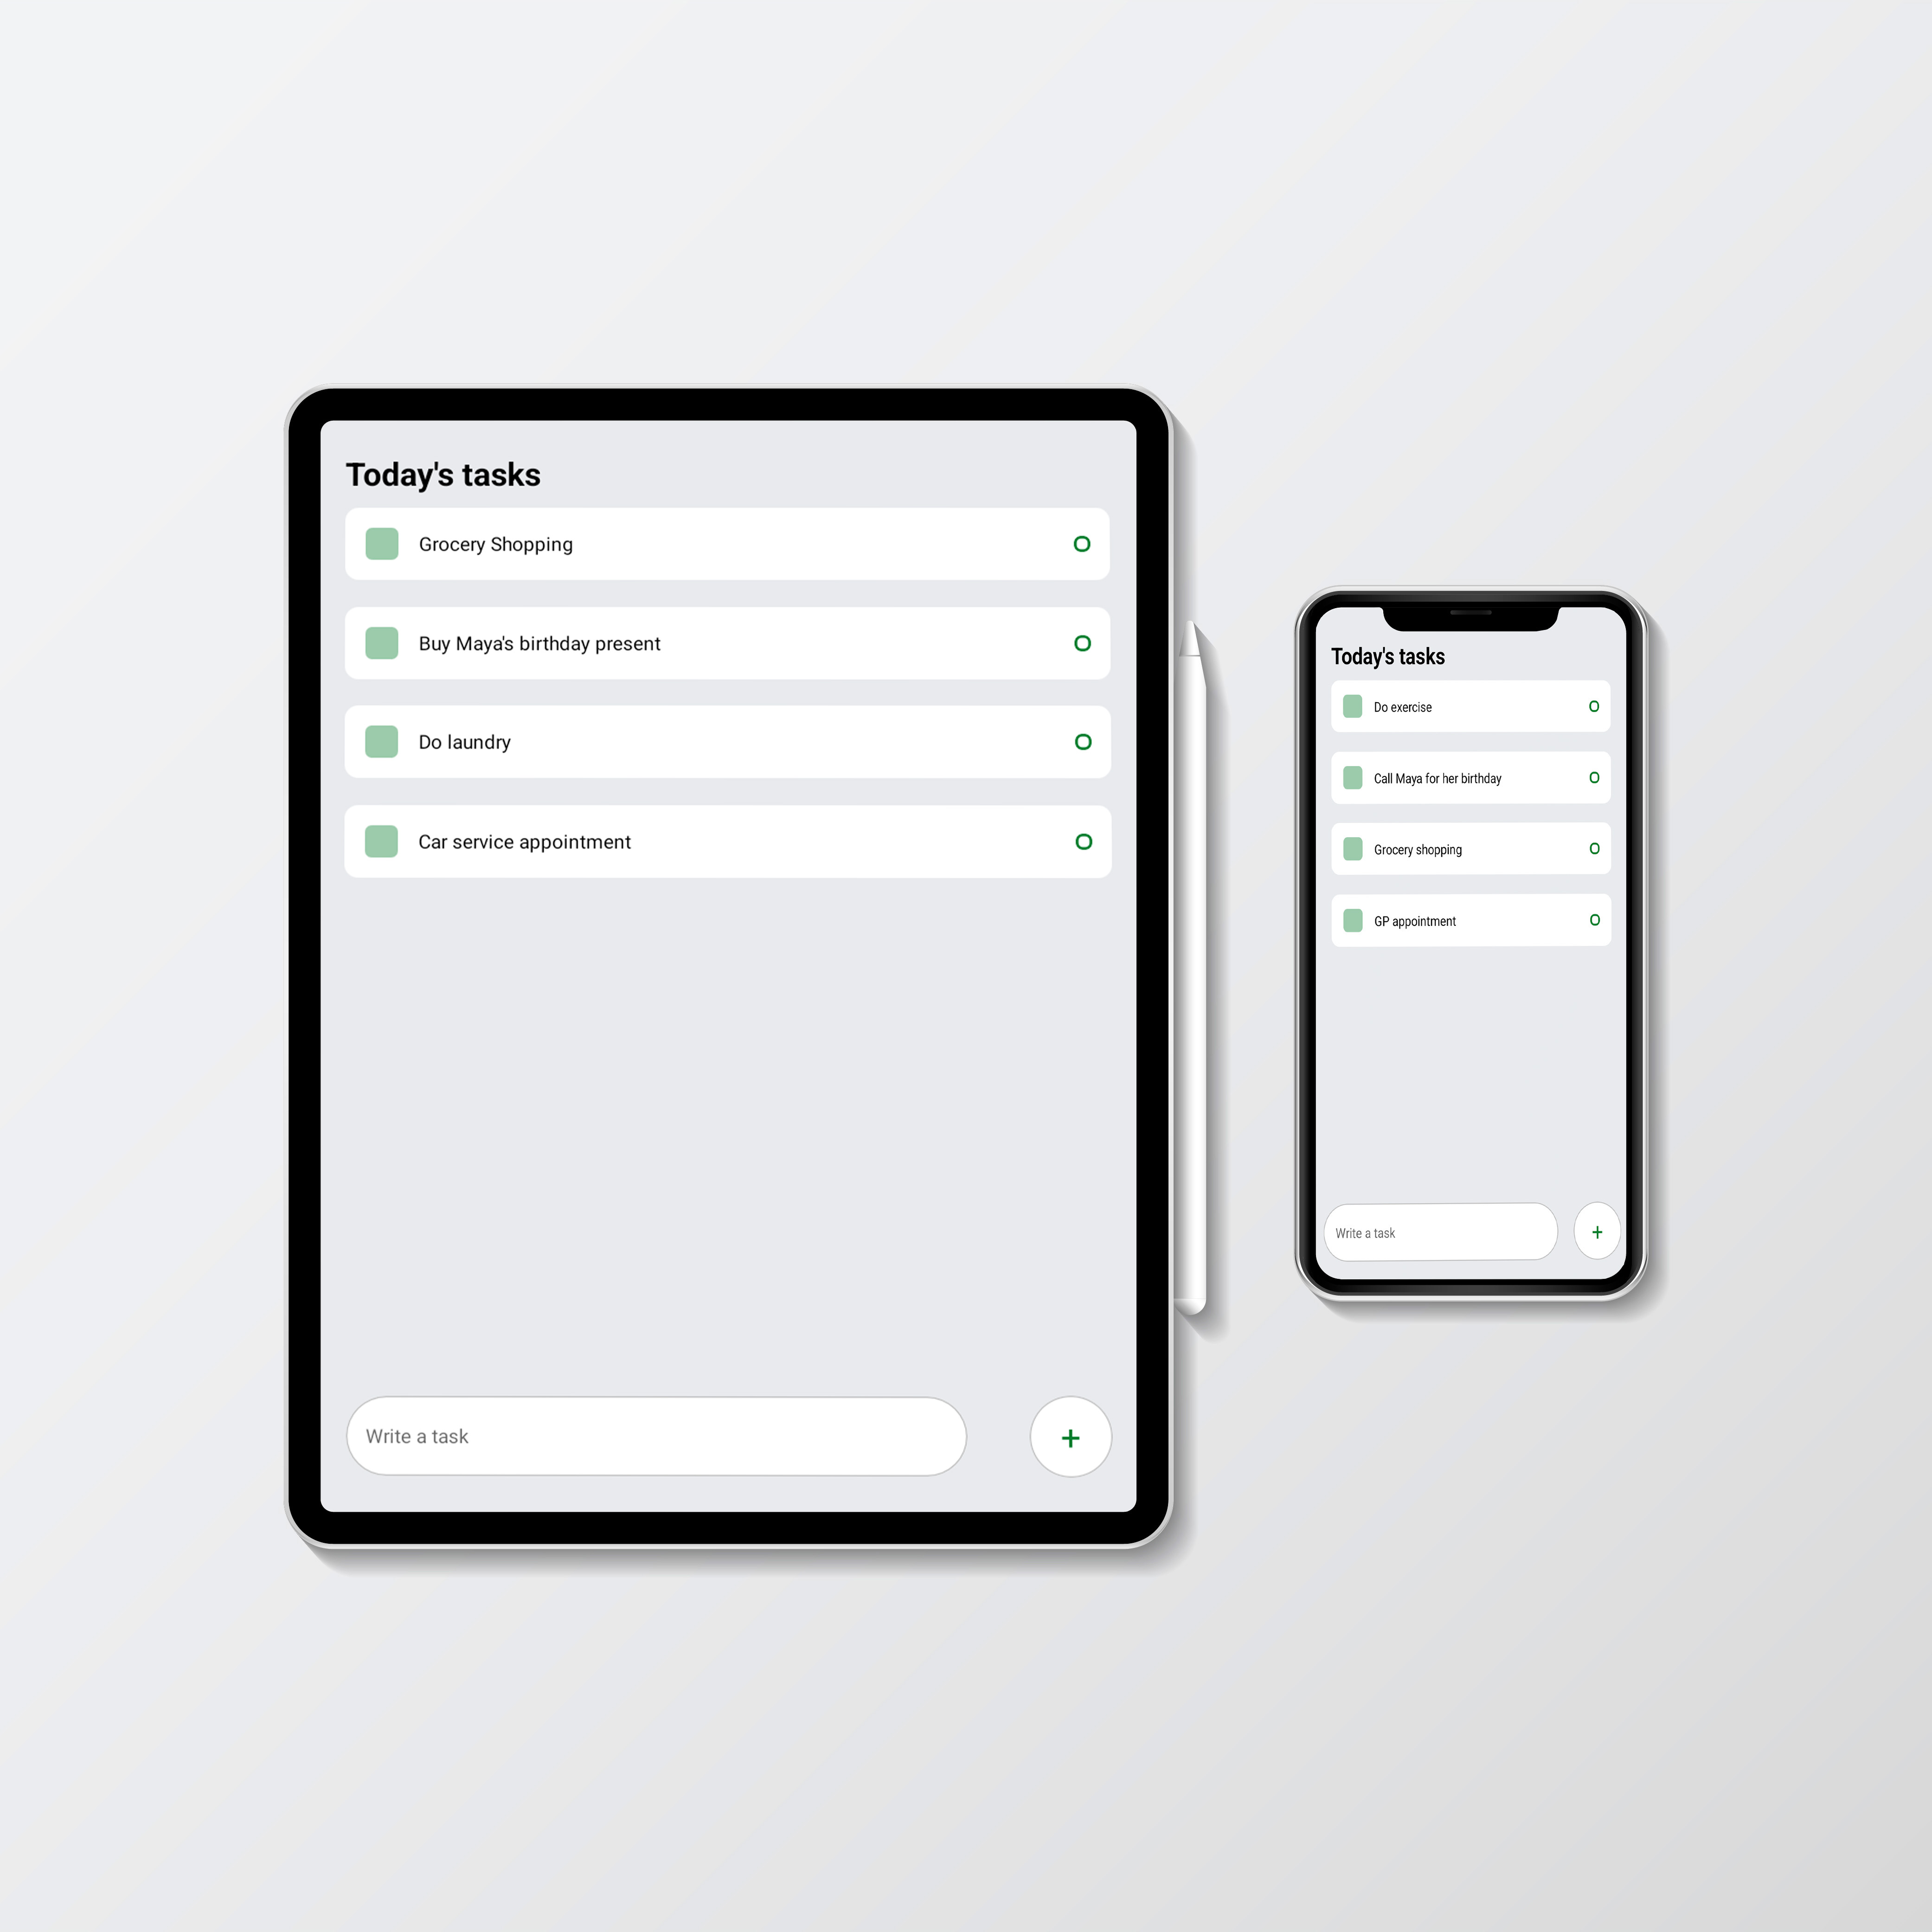 Today's tasks
Grocery Shopping
Buy Maya's birthday present
Do laundry
Car service appointment
Write a task
+
Today's tasks
Do exercise
Call Maya for her birthday
Grocery shopping
GP appointment
Write a task
+